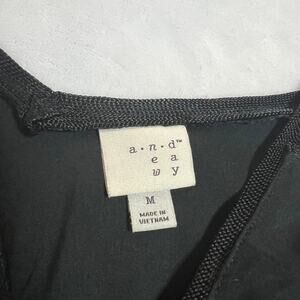 a・n・d™
e a
w y
M
MADE IN
VIETNAM